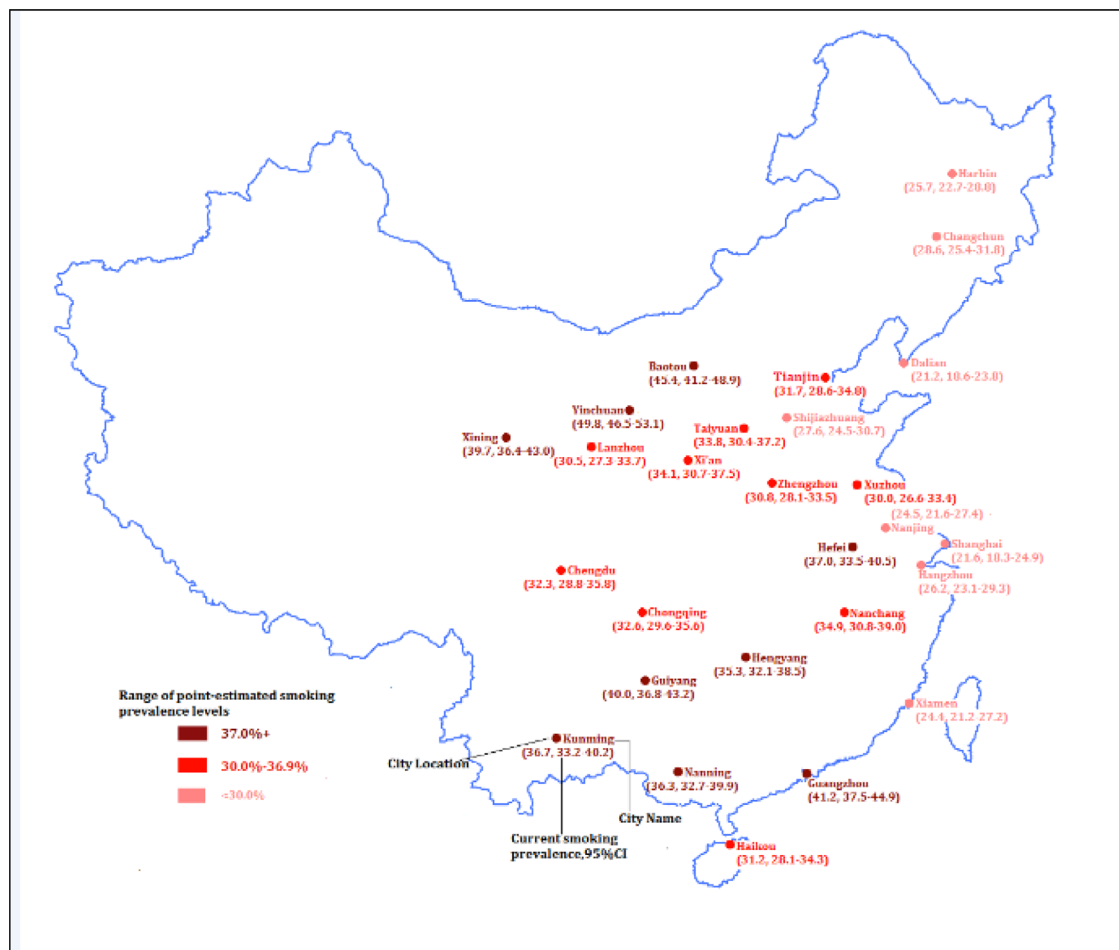 Harbin
(25.7, 22.7-28.8)
Changchun
(28.6, 25.4-31.8)
Dalian
(21.2, 18.6-23.8)
Baotou
(45.4, 41.2-48.9)
Tianjin
(31.7, 28.6-34.8)
Yinchuan
(49.8, 46.5-53.1)
Shijiazhuang
(27.6, 24.5-30.7)
Taiyuan
(33.8, 30.4-37.2)
Xining
(39.7, 36.4-43.0)
Lanzhou
(30.5, 27.3-33.7)
Xi'an
(34.1, 30.7-37.5)
Zhengzhou
(30.8, 28.1-33.5)
Xuzhou
(30.0, 26.6-33.4)
(24.5, 21.6-27.4)
Nanjing
Shanghai
(21.6, 18.3-24.9)
Hefei
(37.0, 33.5-40.5)
Hangzhou
(26.2, 23.1-29.3)
Chengdu
(32.3, 28.8-35.8)
Chongqing
(32.6, 29.6-35.6)
Nanchang
(34.9, 30.8-39.0)
Hengyang
(35.3, 32.1-38.5)
Guiyang
(40.0, 36.8-43.2)
Xiamen
(24.4, 21.2-27.2)
Range of point-estimated smoking
prevalence levels
37.0%+
30.0%-36.9%
<30.0%
Kunming
(36.7, 33.2-40.2)
City Location
Nanning
(36.3, 32.7-39.9)
Guangzhou
(41.2, 37.5-44.9)
City Name
Current smoking
prevalence,95%CI
Haikou
(31.2, 28.1-34.3)